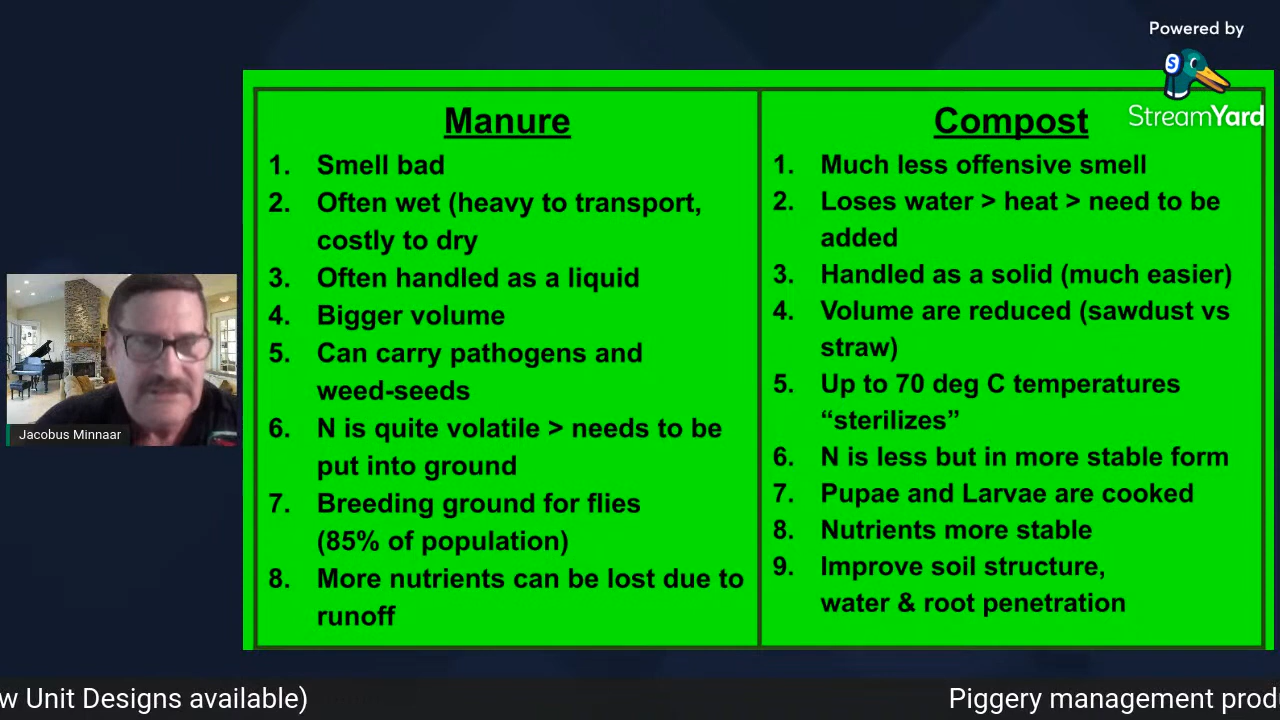 Powered by
StreamYard
Manure
1. Smell bad
2. Often wet (heavy to transport,
costly to dry
3. Often handled as a liquid
4. Bigger volume
5. Can carry pathogens and
weed-seeds
6. N is quite volatile > needs to be
put into ground
7. Breeding ground for flies
(85% of population)
8. More nutrients can be lost due to
runoff
Compost
1. Much less offensive smell
2. Loses water > heat > need to be
added
3. Handled as a solid (much easier)
4. Volume are reduced (sawdust vs
straw)
5. Up to 70 deg C temperatures
“sterilizes”
6. N is less but in more stable form
7. Pupae and Larvae are cooked
8. Nutrients more stable
9. Improve soil structure,
water & root penetration
Jacobus Minnaar
w Unit Designs available)
Piggery management prod